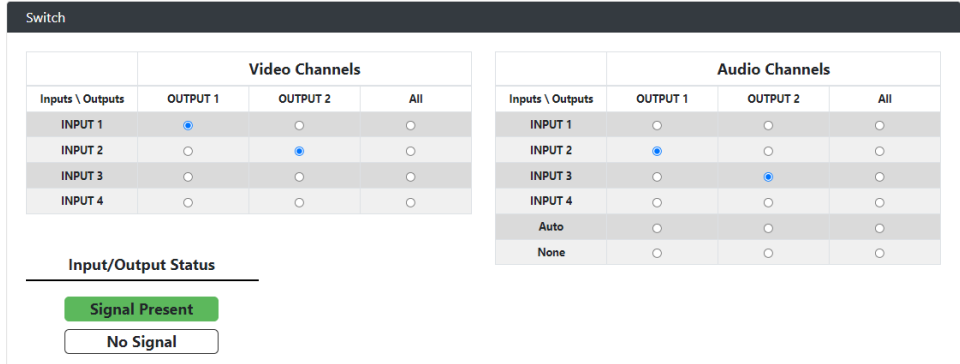 Switch
Video Channels
Inputs \ Outputs OUTPUT 1 OUTPUT 2 All
INPUT 1
INPUT 2
INPUT 3
INPUT 4
Audio Channels
Inputs \ Outputs OUTPUT 1 OUTPUT 2 All
INPUT 1
INPUT 2
INPUT 3
INPUT 4
Auto
None
Input/Output Status
Signal Present
No Signal